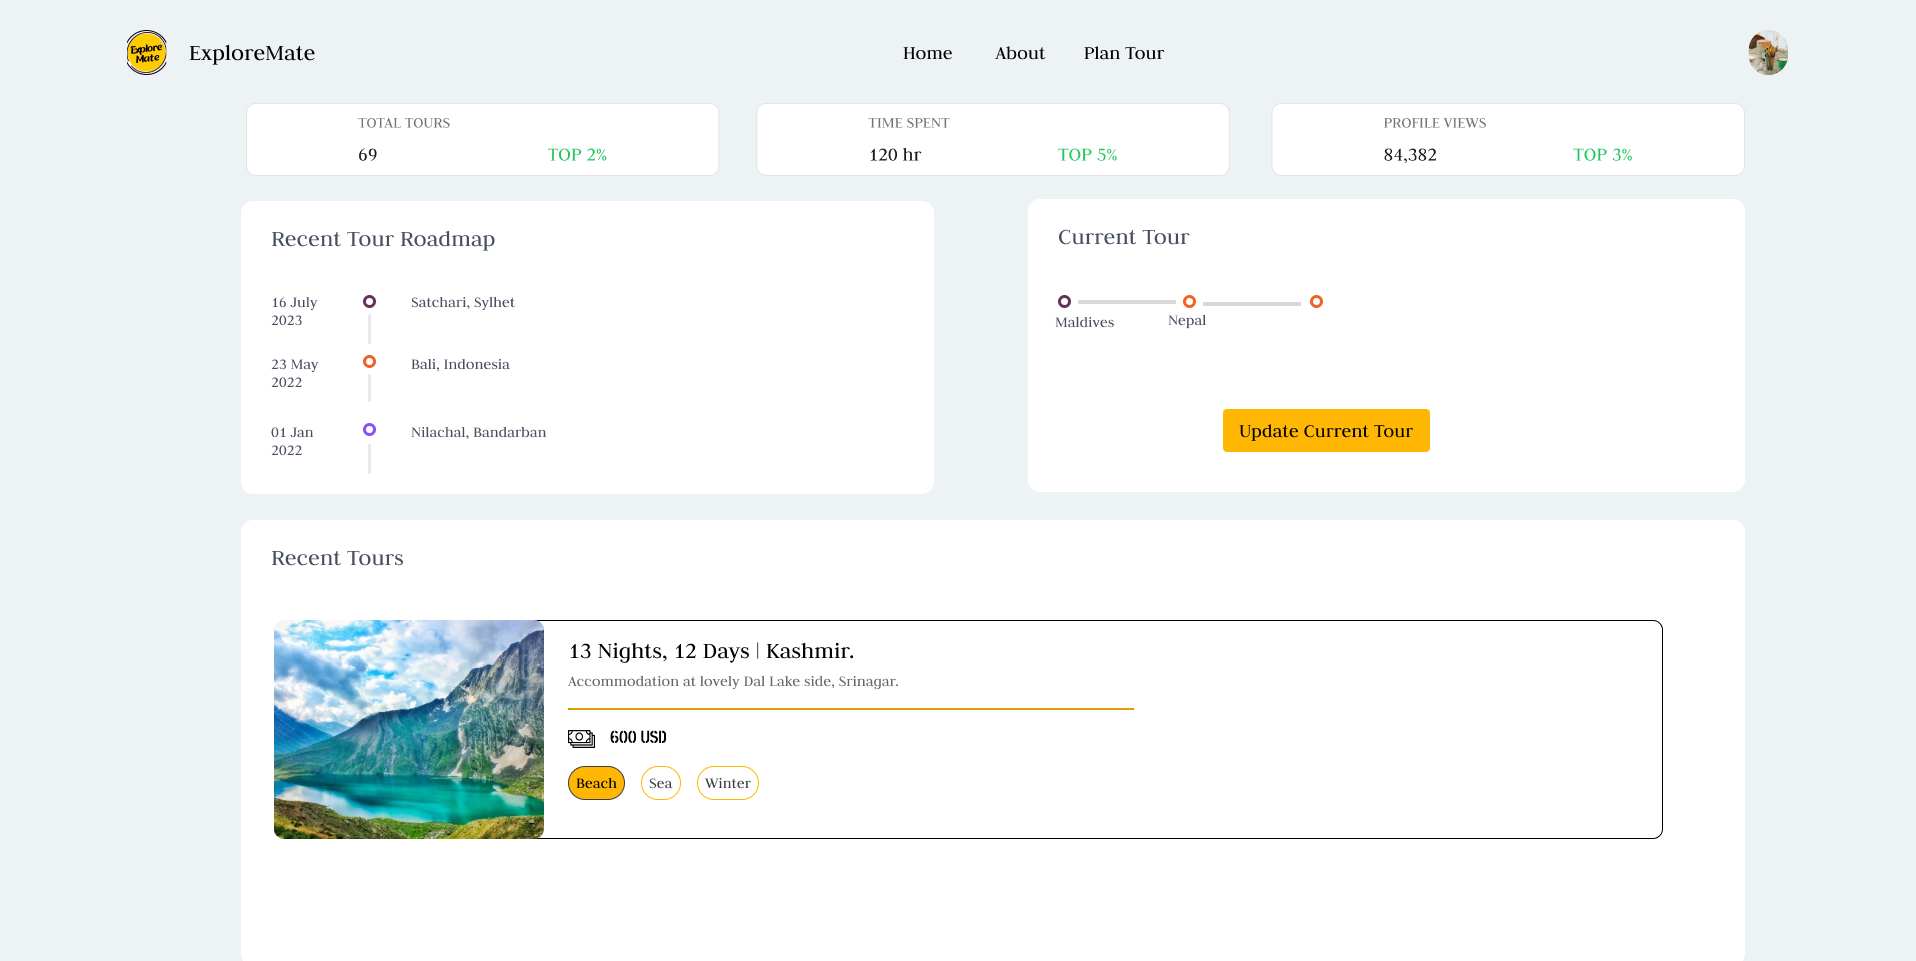 Explore
Mate
ExploreMate
Home
About
Plan Tour
TOTAL TOURS
69
TOP 2%
TIME SPENT
120 hr
TOP 5%
PROFILE VIEWS
84,382
TOP 3%
Recent Tour Roadmap
16 July
2023
Satchari, Sylhet
23 May
2022
Bali, Indonesia
01 Jan
2022
Nilachal, Bandarban
Current Tour
Maldives
Nepal
Update Current Tour
Recent Tours
13 Nights, 12 Days | Kashmir.
Accommodation at lovely Dal Lake side, Srinagar.
600 USD
Beach
Sea
Winter